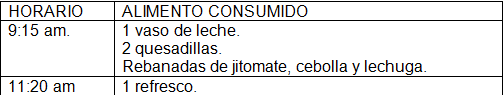 HORARIO ALIMENTO CONSUMIDO
9:15 am. 1 vaso de leche.
2 quesadillas.
Rebanadas de jitomate, cebolla y lechuga.
11:20 am 1 refresco.